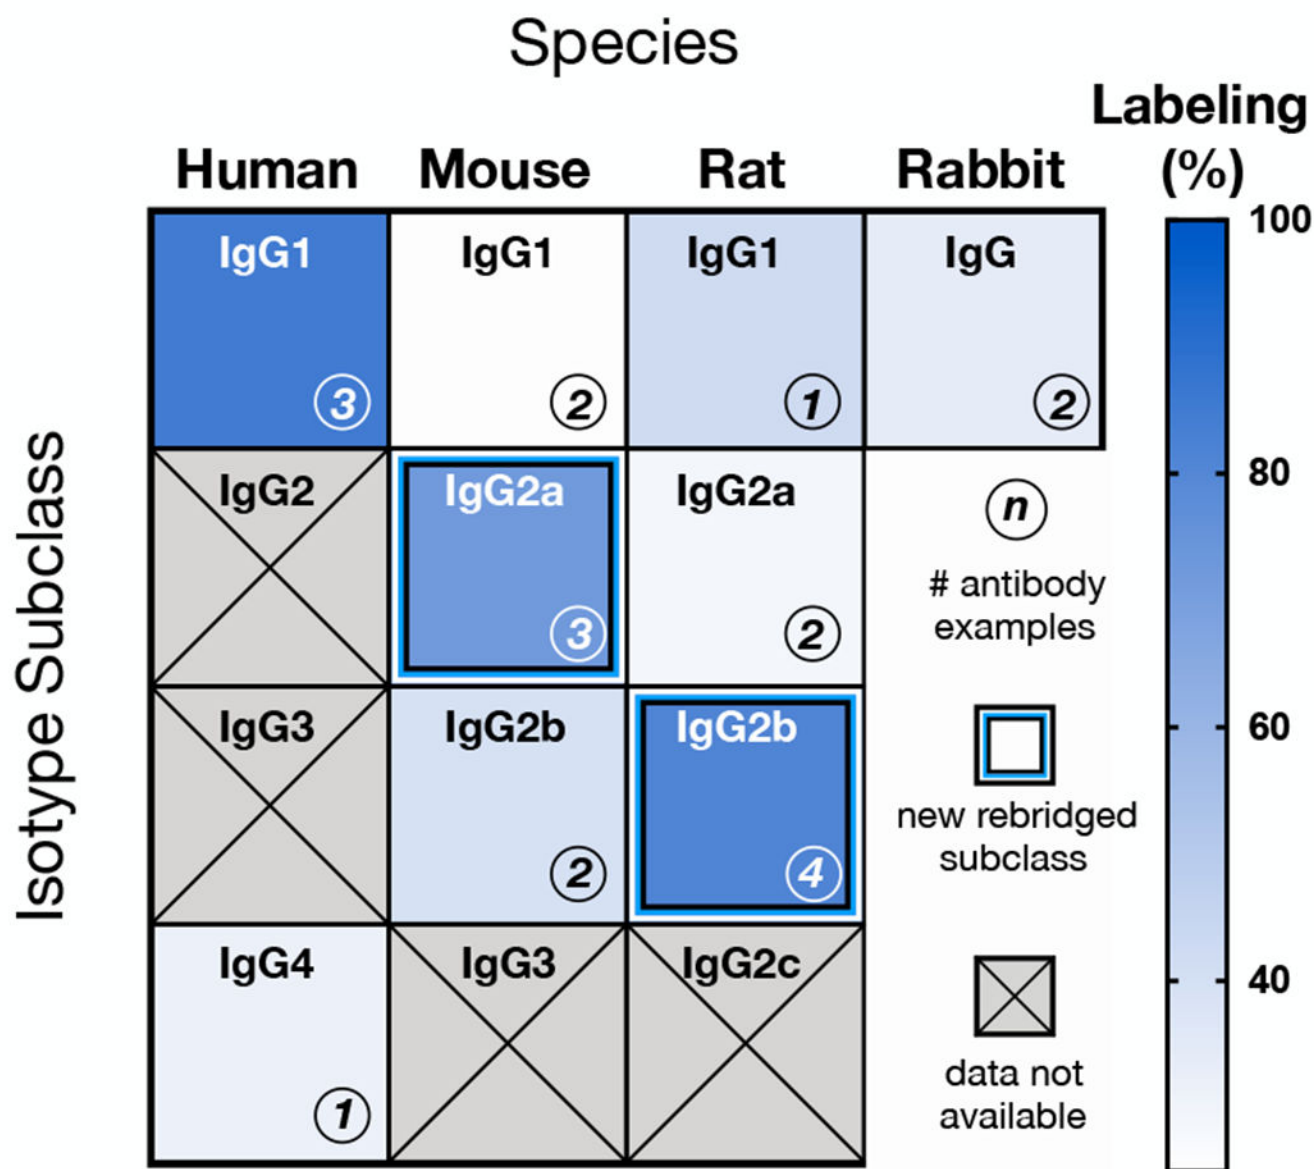 Species
Labeling
(%)
Human Mouse Rat Rabbit
IgG1 IgG1 IgG1 IgG
3 2 1 2
100
Isotype Subclass
IgG2 IgG2a IgG2a
3 2
n
# antibody
examples
80
IgG3 IgG2b IgG2b
2 4
new rebridged
subclass
60
IgG4 IgG3 IgG2c
1
data not
available
40